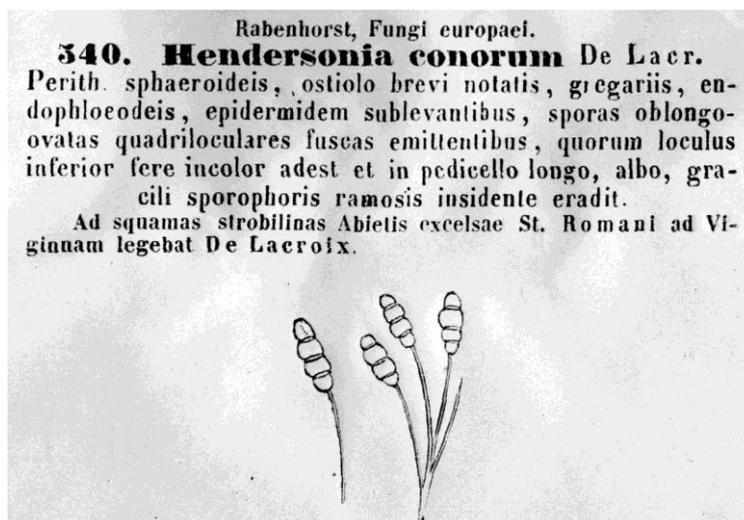 Rabenhorst, Fungi europaei.
540. Hendersonia conorum De Lacr.
Perith. sphaeroideis, ostiolo brevi notatis, gregariis, en-
dophloeodeis, epidermidem sublevantibus, sporas oblongo-
ovatas quadriloculares fuscas emittentibus, quorum loculus
inferior fere incolor adest et in pedicello longo, albo, gra-
cili sporophoris ramosis insidente eradit.
Ad squamas strobilinas Abietis excelsae St. Romani ad Vi-
ginnam legebat De Lacroix.